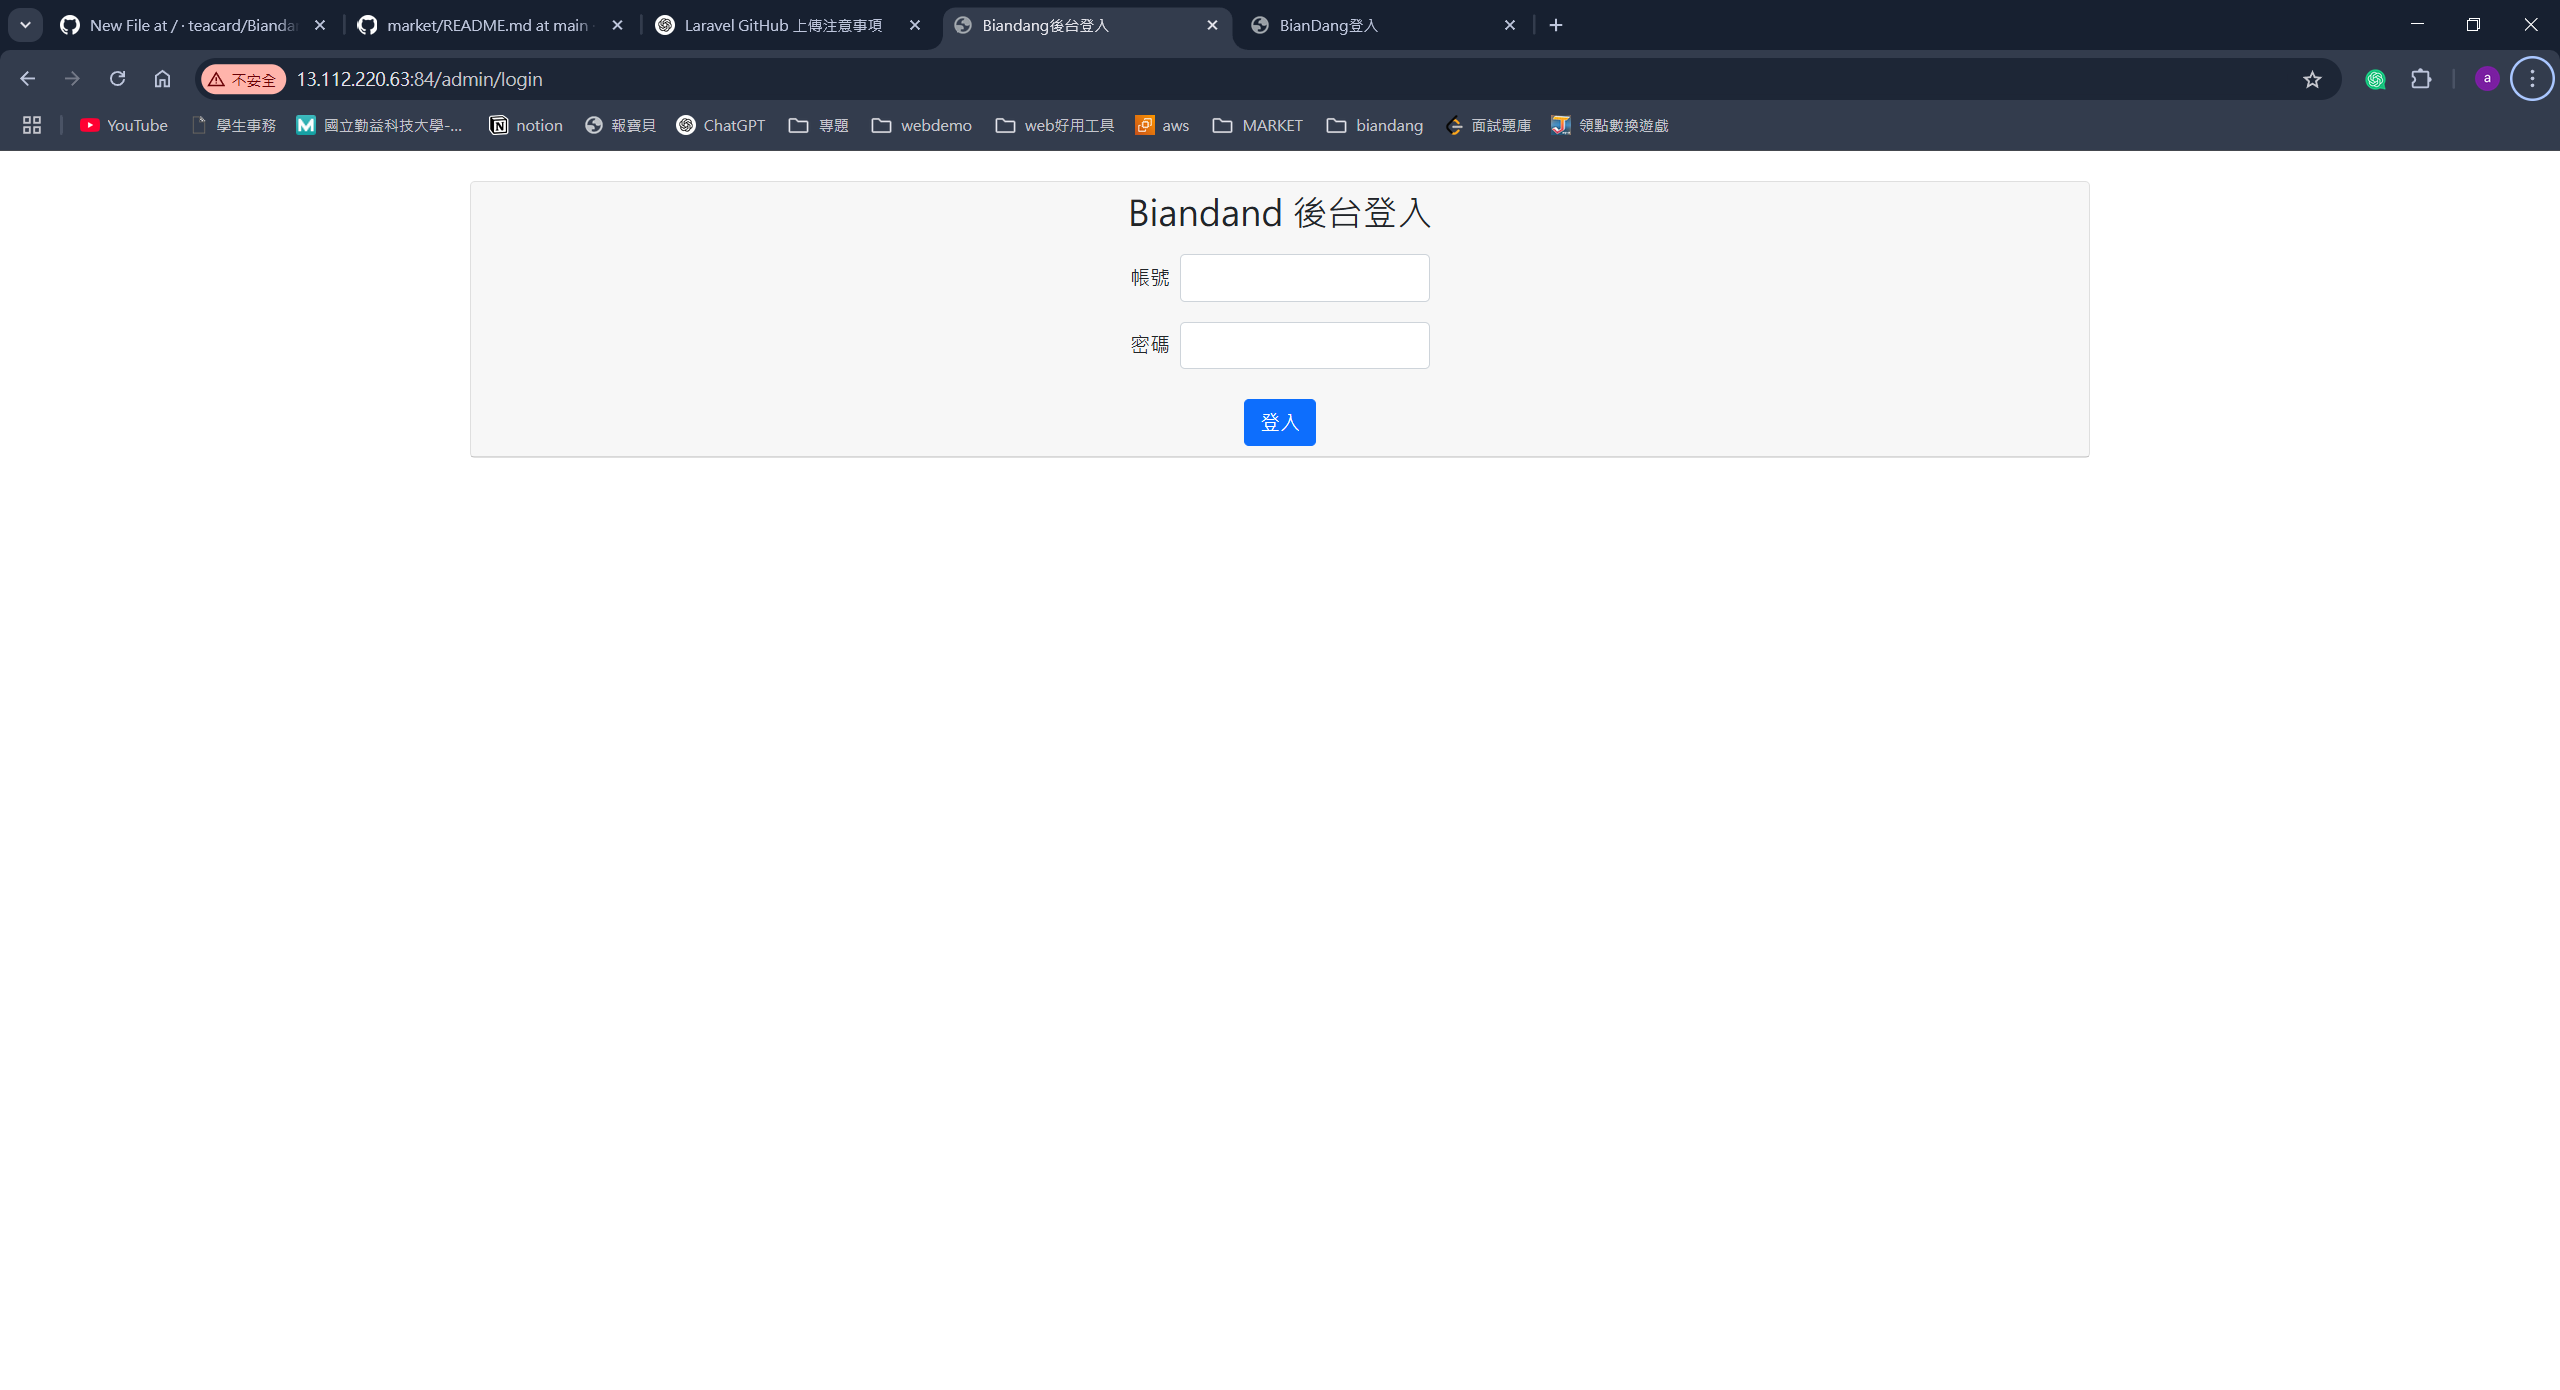 New File at / · teacard/Bianda
market/README.md at main
Laravel GitHub 上傳注意事項
Biandang後台登入
BianDang登入
不安全
13.112.220.63:84/admin/login
a
YouTube
學生事務
國立勤益科技大學-...
notion
報寶貝
ChatGPT
專題
webdemo
web好用工具
aws
MARKET
biandang
面試題庫
領點數換遊戲
Biandand 後台登入
帳號
密碼
登入